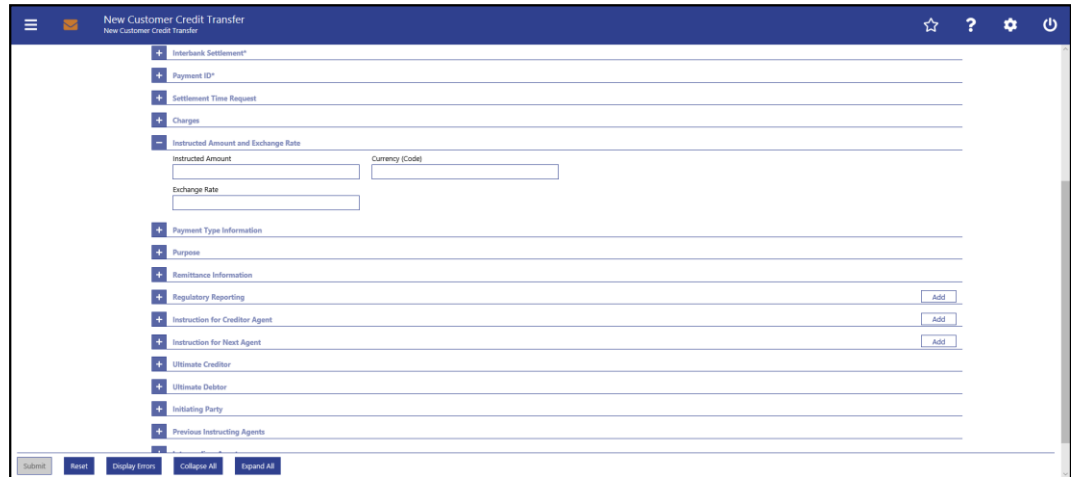 New Customer Credit Transfer
New Customer Credit Transfer
Interbank Settlement*
Payment ID*
Settlement Time Request
Charges
Instructed Amount and Exchange Rate
Instructed Amount Currency (Code)
Exchange Rate
Payment Type Information
Purpose
Remittance Information
Regulatory Reporting Add
Instruction for Creditor Agent Add
Instruction for Next Agent Add
Ultimate Creditor
Ultimate Debtor
Initiating Party
Previous Instructing Agents
Submit Reset Display Errors Collapse All Expand All